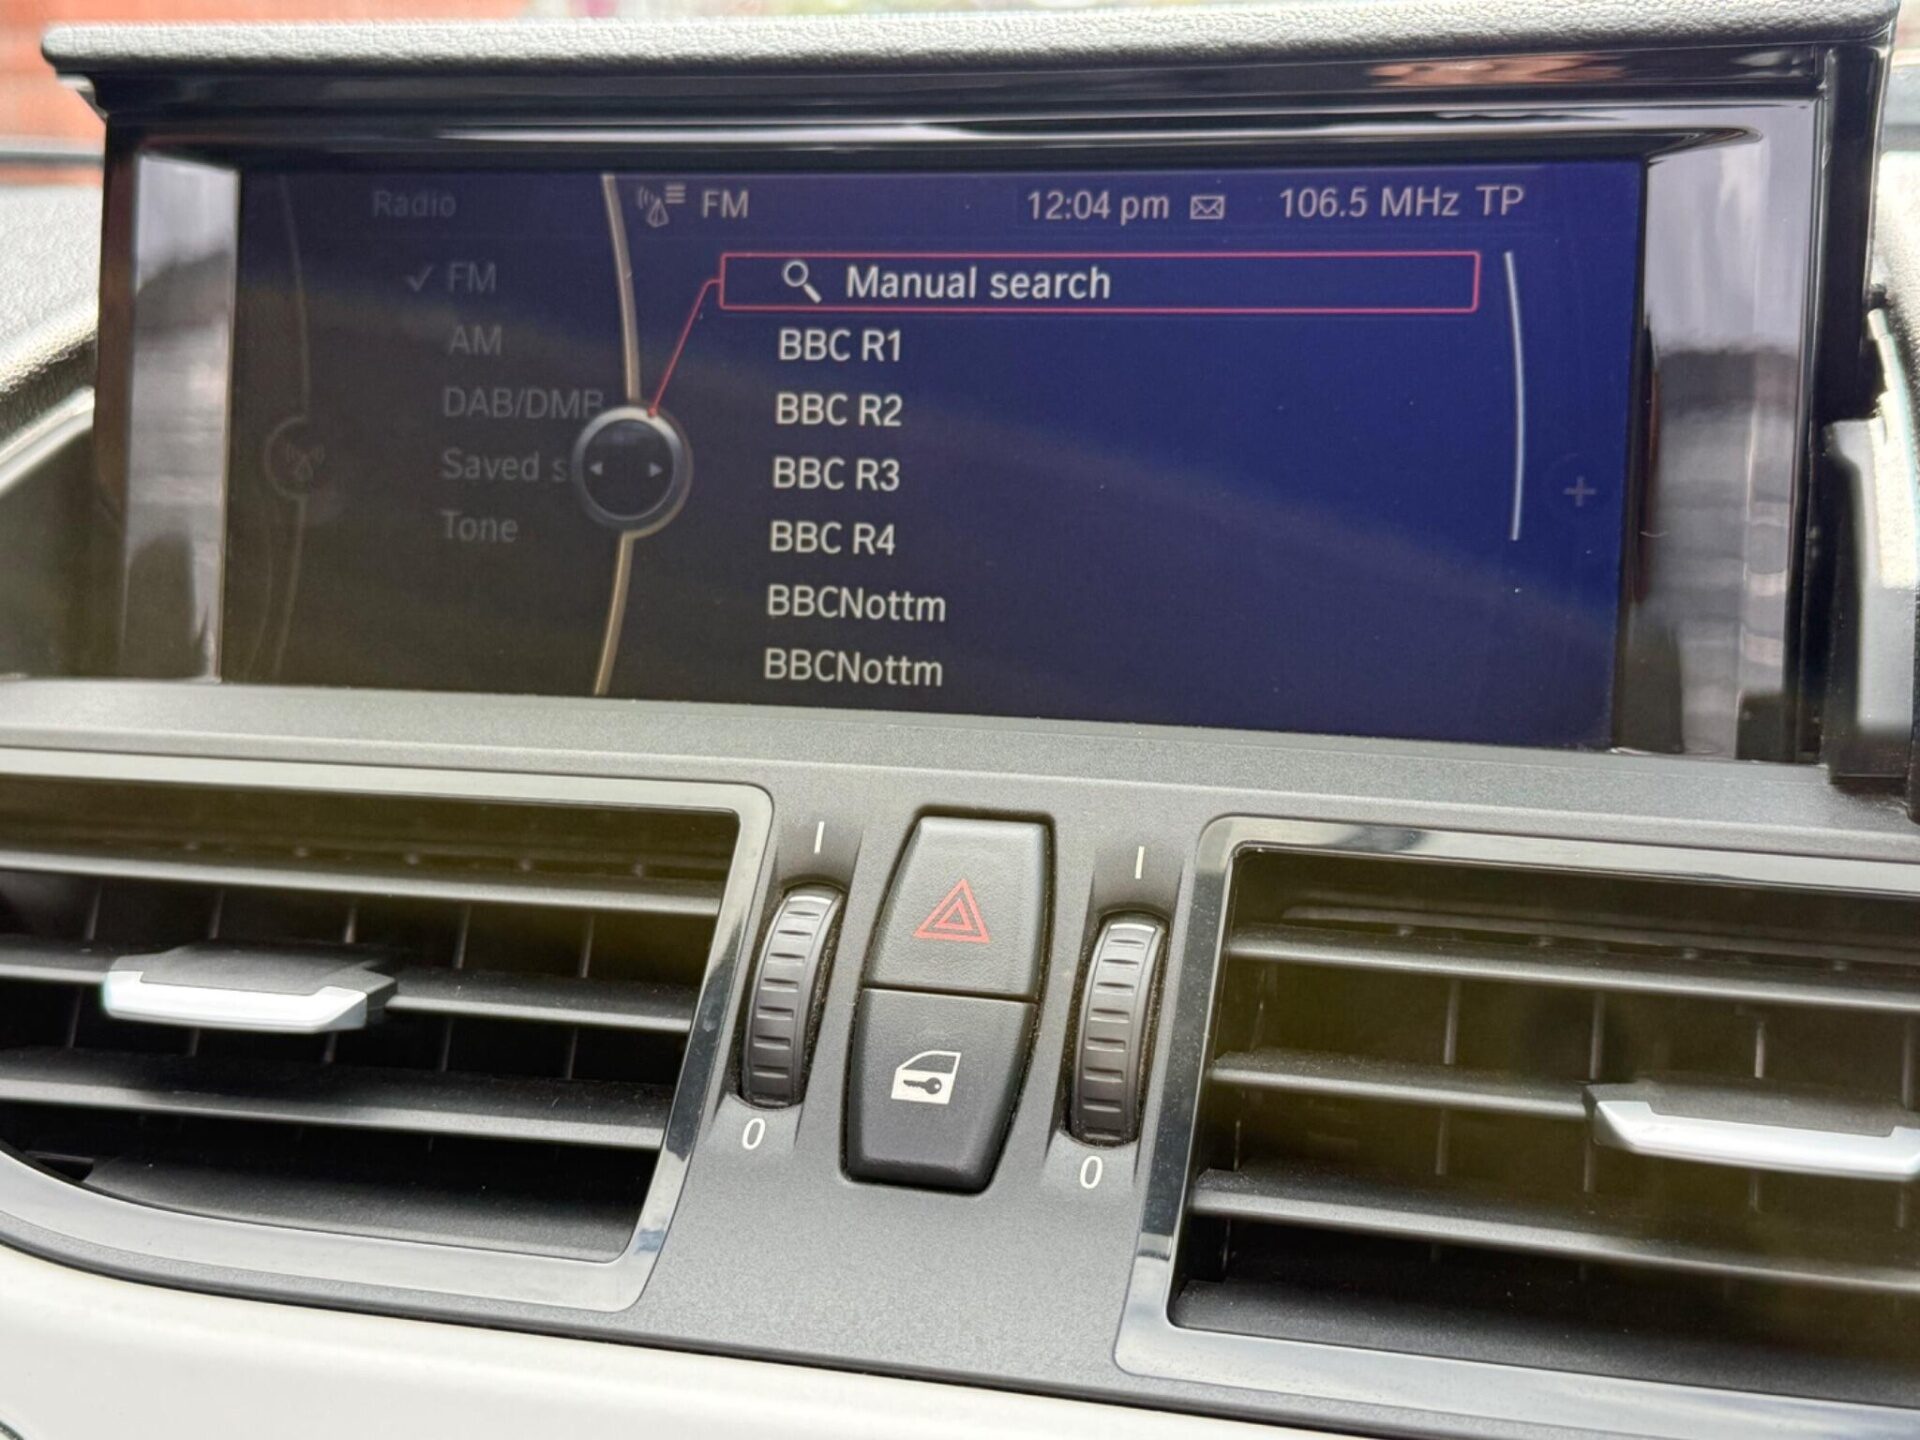 Radio FM 12:04 pm 106.5 MHz TP
FM
AM
DAB/DMB
Saved s
Tone
Manual search
BBC R1
BBC R2
BBC R3
BBC R4
BBCNottm
BBCNottm
I I
0 0